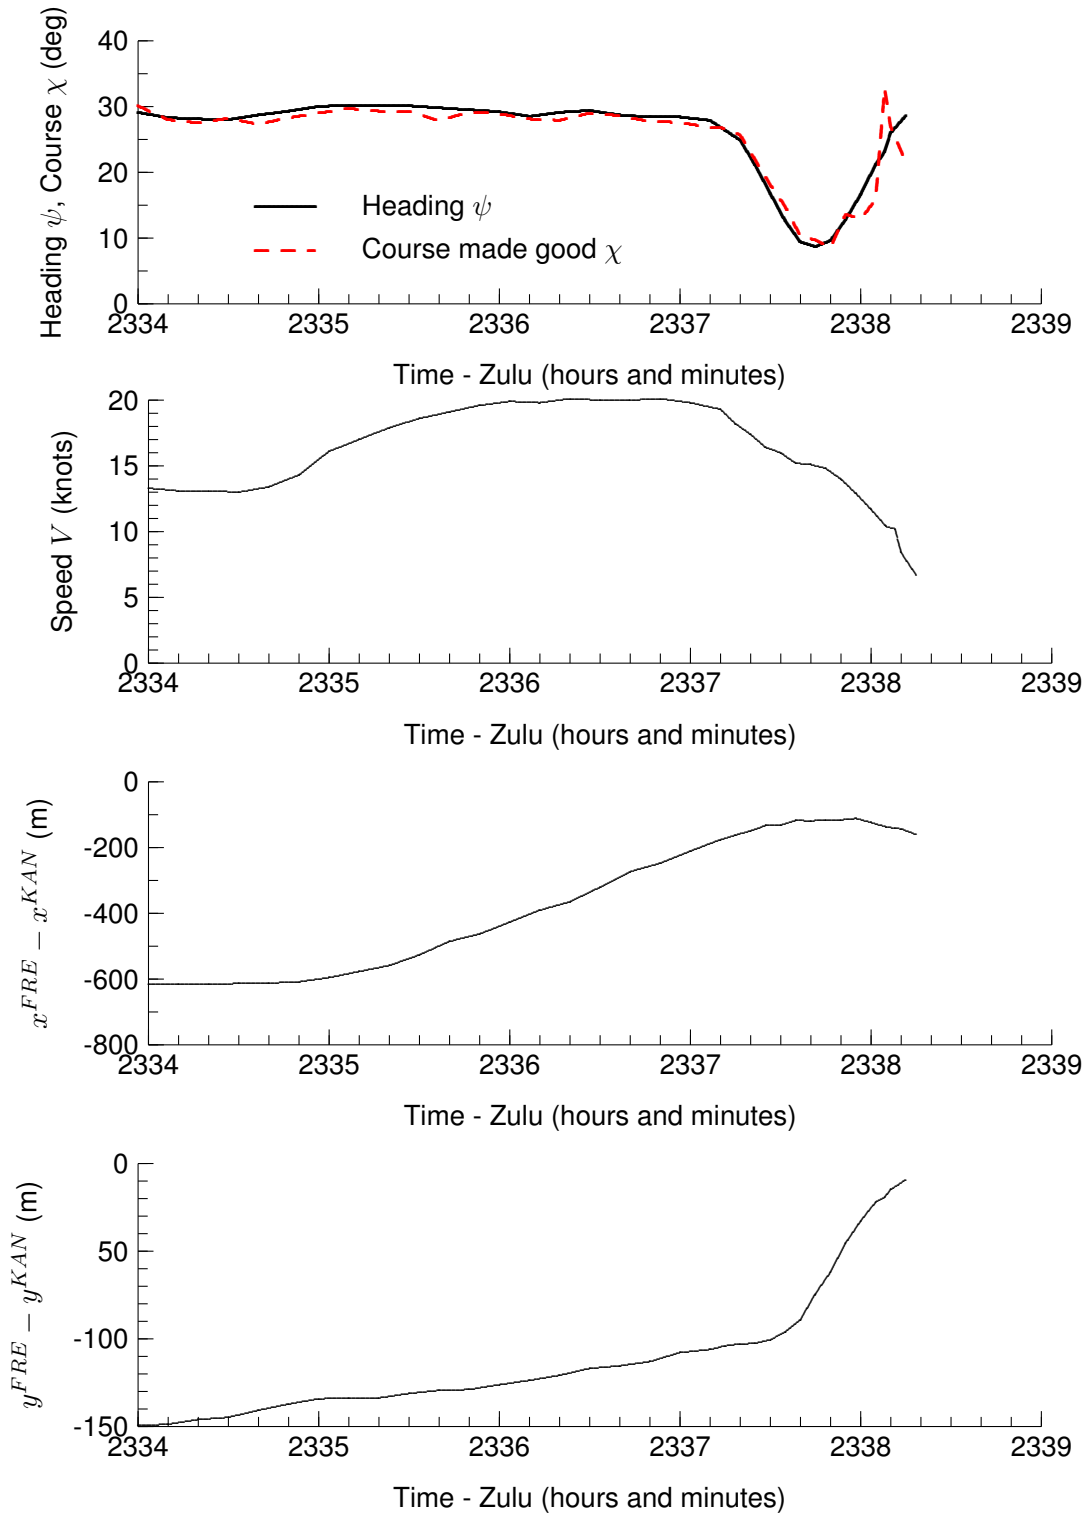 Heading ψ, Course χ (deg)
40
30
20
10
0
Heading ψ
Course made good χ
2334 2335 2336 2337 2338 2339
Time - Zulu (hours and minutes)
Speed V (knots)
20
15
10
5
0
2334 2335 2336 2337 2338 2339
Time - Zulu (hours and minutes)
x^{FRE} − x^{KAN} (m)
0
-200
-400
-600
-800
2334 2335 2336 2337 2338 2339
Time - Zulu (hours and minutes)
y^{FRE} − y^{KAN} (m)
0
50
-100
-150
2334 2335 2336 2337 2338 2339
Time - Zulu (hours and minutes)